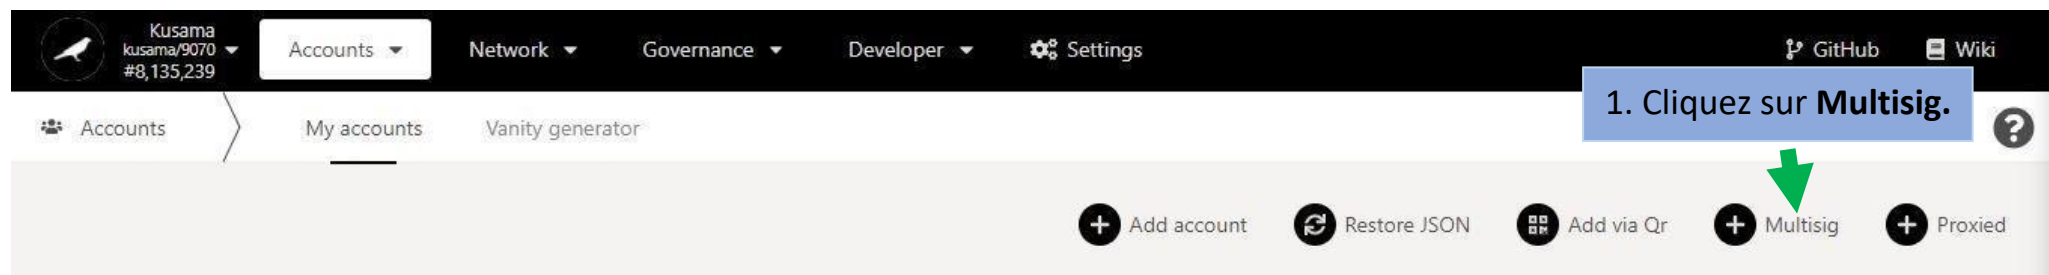 Kusama
kusama/9070
#8,135,239
Accounts
Network
Governance
Developer
Settings
GitHub
Wiki
1. Cliquez sur Multisig.
Accounts
My accounts
Vanity generator
?
Add account
Restore JSON
Add via Qr
Multisig
Proxied